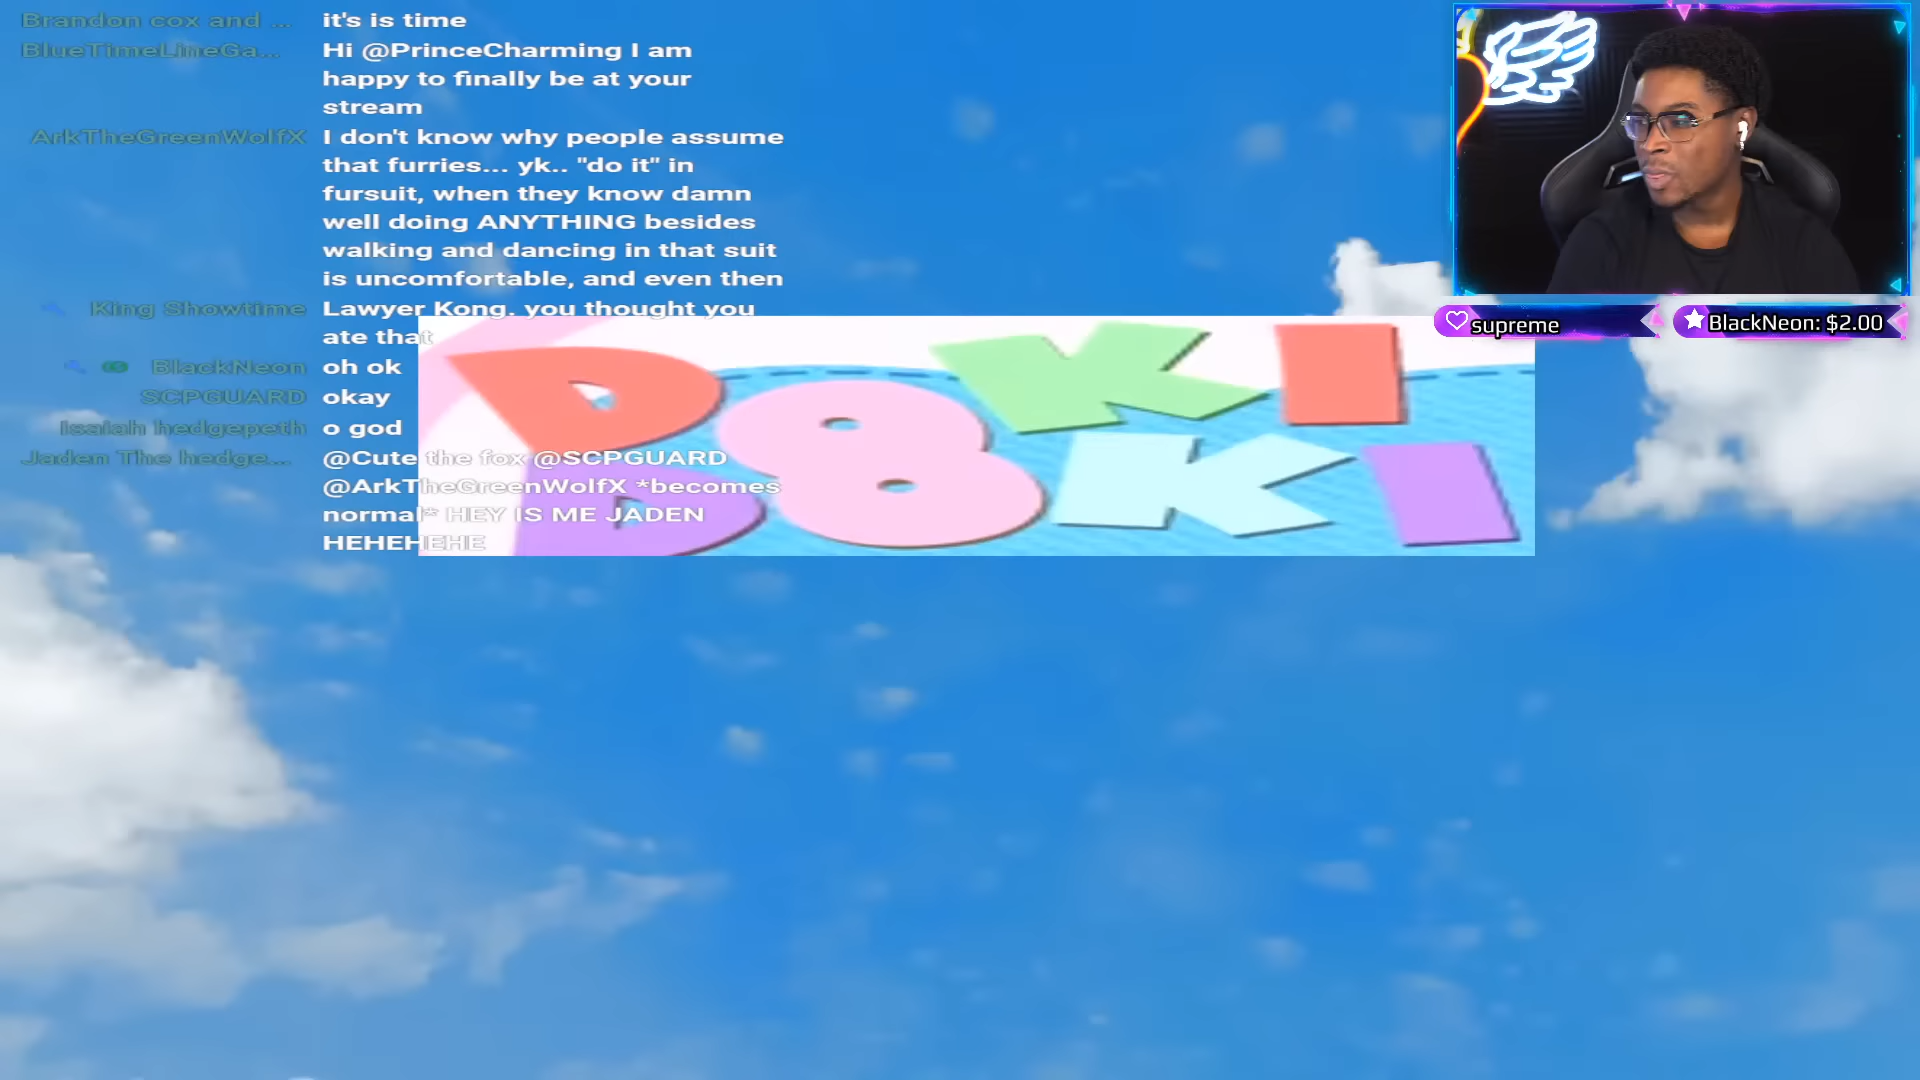 Brandon cox and ... it's is time
BlueTimeLineGa... Hi @PrinceCharming I am
happy to finally be at your
stream
ArkTheGreenWolfX I don't know why people assume
that furries... yk.. "do it" in
fursuit, when they know damn
well doing ANYTHING besides
walking and dancing in that suit
is uncomfortable, and even then
King Showtime Lawyer Kong. you thought you
ate that
BlackNeon oh ok
SCPGUARD okay
Isaiah hedgepeth o god
Jaden The hedge... @Cute the fox @SCPGUARD
@ArkTheGreenWolfX *becomes
normal* HEY IS ME JADEN
HEHEHEHE
DOKI
DOKI
supreme
BlackNeon: $2.00